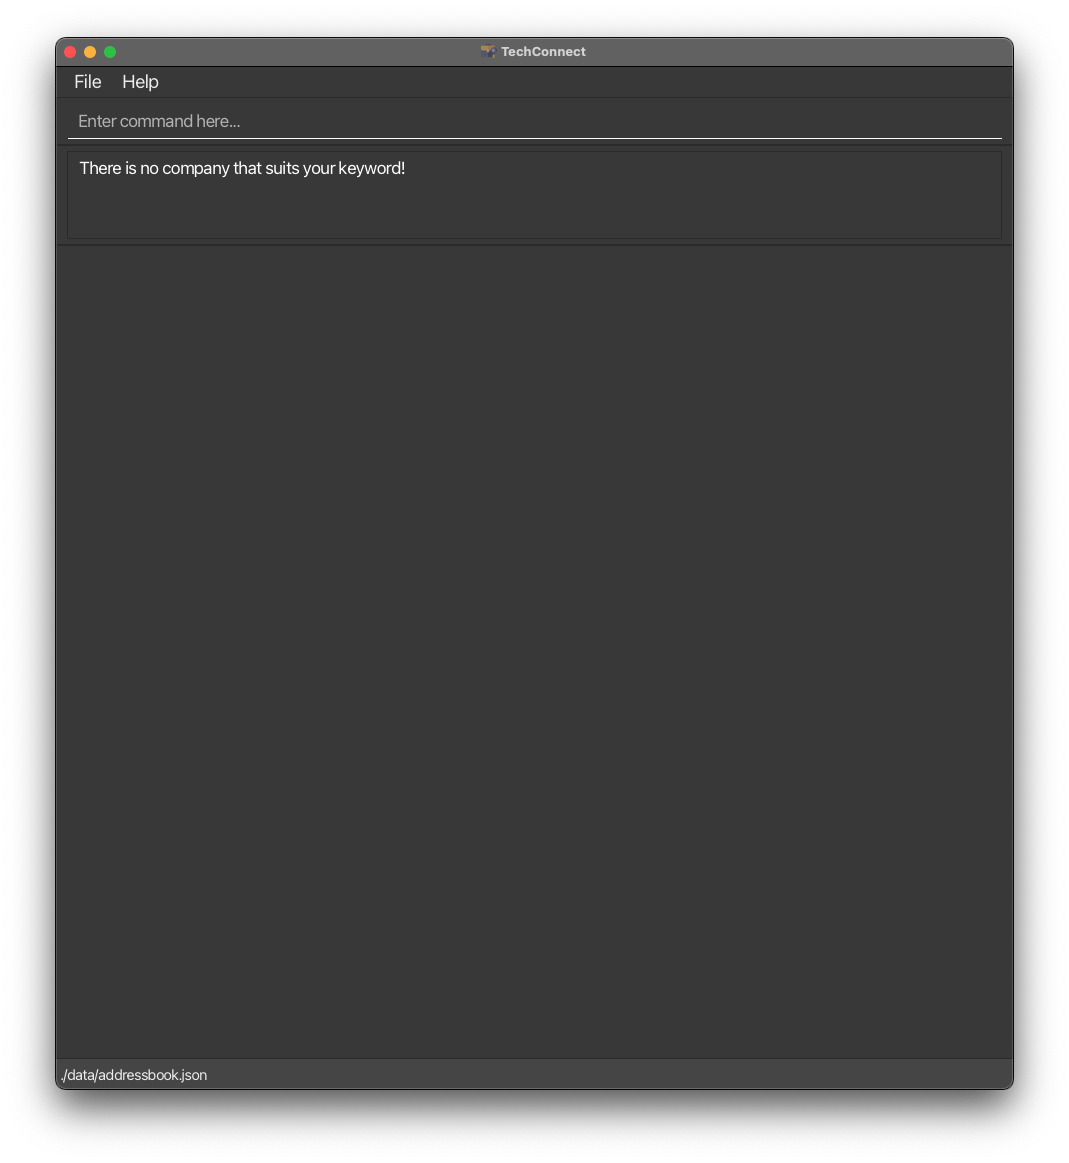 TechConnect
File Help
Enter command here...
There is no company that suits your keyword!
./data/addressbook.json